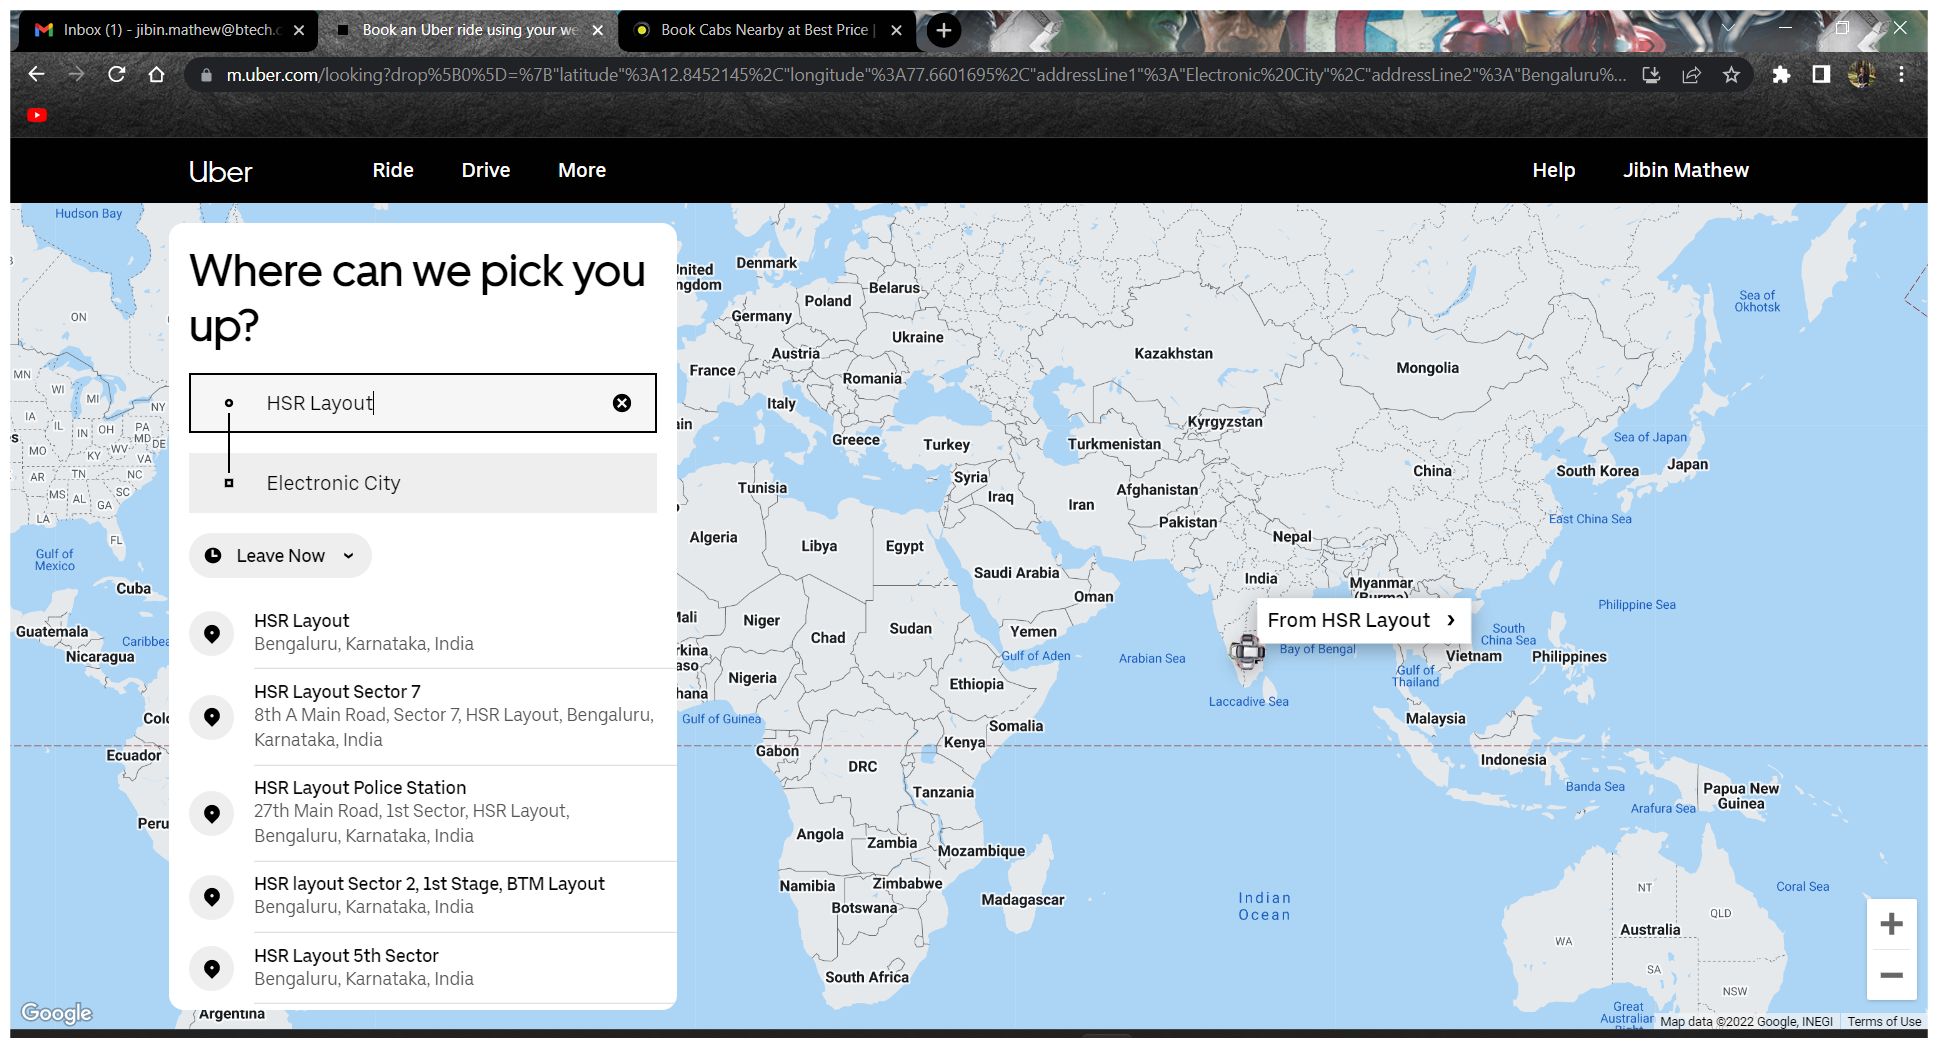 Inbox (1) - jibin.mathew@btech.c
Book an Uber ride using your we
Book Cabs Nearby at Best Price |
m.uber.com/looking?drop%5B0%5D=%7B"latitude"%3A12.8452145%2C"longitude"%3A77.6601695%2C"addressLine1"%3A"Electronic%20City"%2C"addressLine2"%3A"Bengaluru%...
Uber
Ride
Drive
More
Help
Jibin Mathew
Where can we pick you
up?
HSR Layout
Electronic City
Leave Now
HSR Layout
Bengaluru, Karnataka, India
HSR Layout Sector 7
8th A Main Road, Sector 7, HSR Layout, Bengaluru,
Karnataka, India
HSR Layout Police Station
27th Main Road, 1st Sector, HSR Layout,
Bengaluru, Karnataka, India
HSR layout Sector 2, 1st Stage, BTM Layout
Bengaluru, Karnataka, India
HSR Layout 5th Sector
Bengaluru, Karnataka, India
From HSR Layout
Hudson Bay
ON
MN
WI
MI
NY
IA
IL
IN
OH
PA
MD
DE
MO
KY
WV
VA
AR
TN
NC
MS
AL
SC
GA
LA
FL
Gulf of
Mexico
Cuba
Guatemala
Caribbea
Nicaragua
Colo
Ecuador
Peru
Argentina
United
ngdom
Denmark
Belarus
Poland
Germany
Ukraine
Austria
France
Romania
Italy
ain
Greece
Turkey
Kazakhstan
Mongolia
Kyrgyzstan
Turkmenistan
Sea of
Okhotsk
Sea of Japan
Japan
South Korea
China
Syria
Iraq
Iran
Afghanistan
Pakistan
Tunisia
Algeria
Libya
Egypt
Nepal
East China Sea
Saudi Arabia
Oman
India
Myanmar
(Burma)
Philippine Sea
Mali
Niger
Chad
Sudan
Yemen
Gulf of Aden
Arabian Sea
Bay of Bengal
South
China Sea
Vietnam
Philippines
Gulf of
Thailand
rkina
aso
hana
Nigeria
Gulf of Guinea
Ethiopia
Somalia
Laccadive Sea
Malaysia
Gabon
Kenya
DRC
Indonesia
Tanzania
Banda Sea
Arafura Sea
Papua New
Guinea
Angola
Zambia
Mozambique
Namibia
Zimbabwe
Botswana
Madagascar
Indian
Ocean
Coral Sea
NT
QLD
Australia
WA
SA
NSW
South Africa
Great
Australian
Bight
Google
Map data ©2022 Google, INEGI
Terms of Use